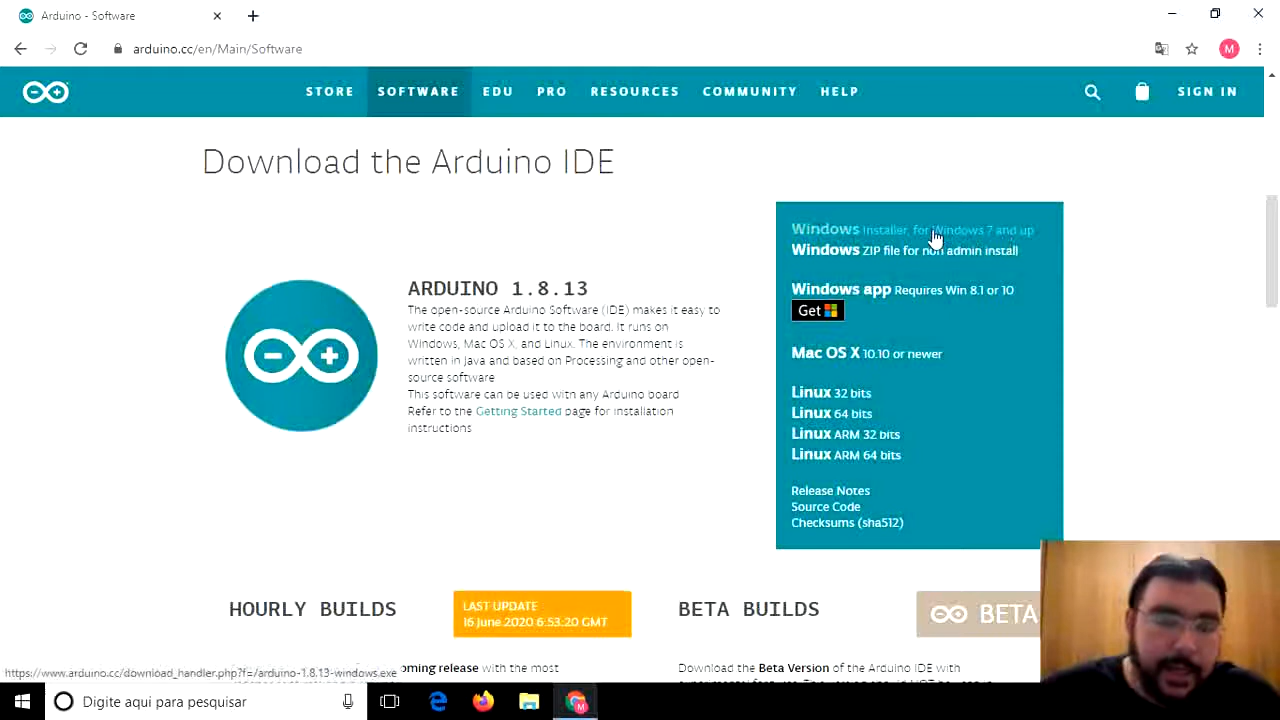 Arduino - Software
arduino.cc/en/Main/Software
M
STORE SOFTWARE EDU PRO RESOURCES COMMUNITY HELP SIGN IN
Download the Arduino IDE
Windows Installer, for Windows 7 and up
Windows ZIP file for non admin install
Windows app Requires Win 8.1 or 10
Get
Mac OS X 10.10 or newer
Linux 32 bits
Linux 64 bits
Linux ARM 32 bits
Linux ARM 64 bits
Release Notes
Source Code
Checksums (sha512)
ARDUINO 1.8.13
The open-source Arduino Software (IDE) makes it easy to
write code and upload it to the board. It runs on
Windows, Mac OS X, and Linux. The environment is
written in Java and based on Processing and other open-
source software
This software can be used with any Arduino board
Refer to the Getting Started page for installation
instructions
HOURLY BUILDS
LAST UPDATE
16 June 2020 6:53:20 GMT
BETA BUILDS
BETA
oming release with the most
Download the Beta Version of the Arduino IDE with
https://www.arduino.cc/download_handler.php?f=/arduino-1.8.13-windows.exe
Digite aqui para pesquisar
M